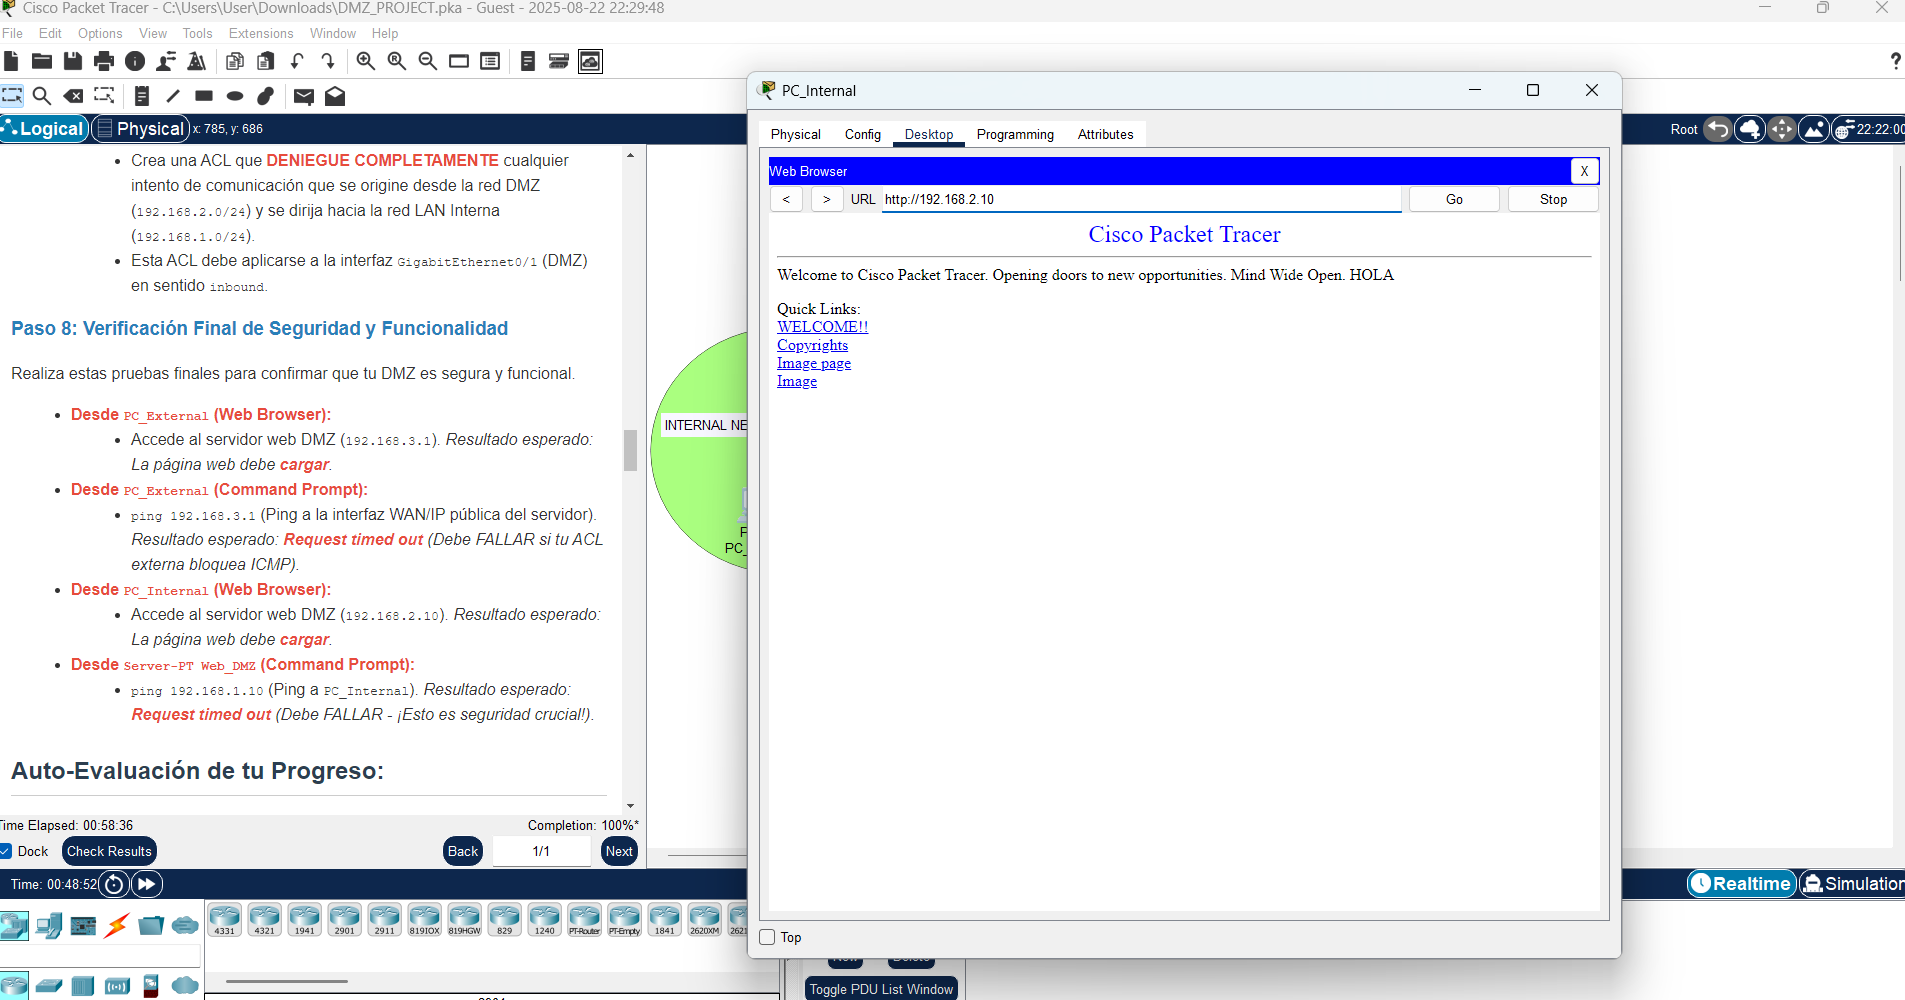 Cisco Packet Tracer - C:\Users\User\Downloads\DMZ_PROJECT.pka - Guest - 2025-08-22 22:29:48
File Edit Options View Tools Extensions Window Help
Logical Physical x: 785, y: 686
Root 22:22:00
Crea una ACL que DENIEGUE COMPLETAMENTE cualquier
intento de comunicación que se origine desde la red DMZ
(192.168.2.0/24) y se dirija hacia la red LAN Interna
(192.168.1.0/24).
Esta ACL debe aplicarse a la interfaz GigabitEthernet0/1 (DMZ)
en sentido inbound.
Paso 8: Verificación Final de Seguridad y Funcionalidad
Realiza estas pruebas finales para confirmar que tu DMZ es segura y funcional.
Desde PC_External (Web Browser):
Accede al servidor web DMZ (192.168.3.1). Resultado esperado:
La página web debe cargar.
Desde PC_External (Command Prompt):
ping 192.168.3.1 (Ping a la interfaz WAN/IP pública del servidor).
Resultado esperado: Request timed out (Debe FALLAR si tu ACL
externa bloquea ICMP).
Desde PC_Internal (Web Browser):
Accede al servidor web DMZ (192.168.2.10). Resultado esperado:
La página web debe cargar.
Desde Server-PT Web_DMZ (Command Prompt):
ping 192.168.1.10 (Ping a PC_Internal). Resultado esperado:
Request timed out (Debe FALLAR - ¡Esto es seguridad crucial!).
Auto-Evaluación de tu Progreso:
Time Elapsed: 00:58:36 Completion: 100%*
Dock Check Results Back 1/1 Next
INTERNAL NE
PC_
PC_Internal
Physical Config Desktop Programming Attributes
Web Browser X
< > URL http://192.168.2.10 Go Stop
Cisco Packet Tracer
Welcome to Cisco Packet Tracer. Opening doors to new opportunities. Mind Wide Open. HOLA
Quick Links:
WELCOME!!
Copyrights
Image page
Image
Top
Time: 00:48:52
Realtime Simulation
4331 4321 1941 2901 2911 819IOX 819HGW 829 1240 PT-Router PT-Empty 1841 2620XM 2621
New Delete
Toggle PDU List Window